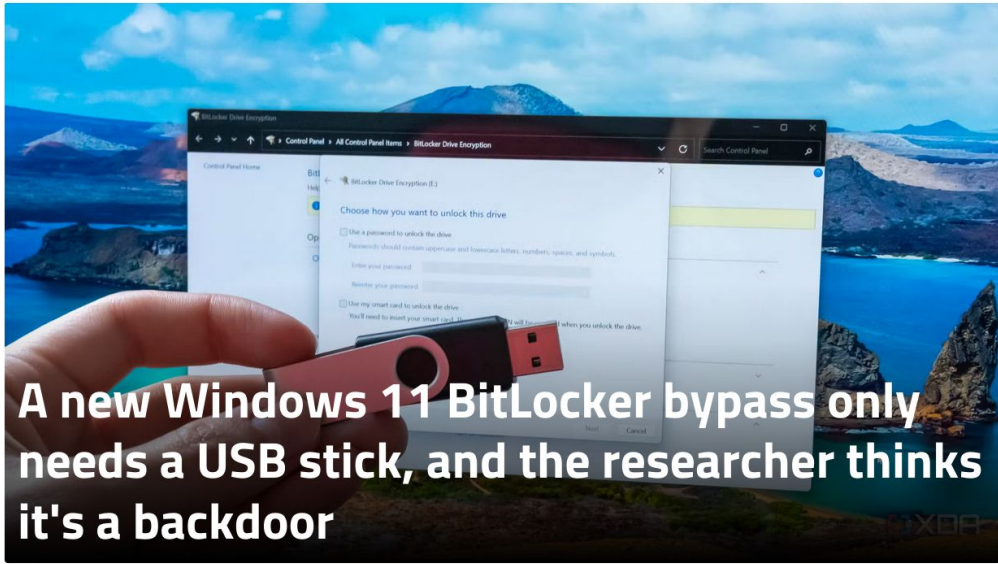 BitLocker Drive Encryption
Control Panel › All Control Panel Items › BitLocker Drive Encryption
Search Control Panel
Control Panel Home
BitLocker Drive Encryption (E:)
Choose how you want to unlock this drive
Use a password to unlock the drive
Passwords should contain uppercase and lowercase letters, numbers, spaces, and symbols.
Enter your password
Reenter your password
Use my smart card to unlock the drive
You'll need to insert your smart card. when you unlock the drive.
Next
Cancel
A new Windows 11 BitLocker bypass only
needs a USB stick, and the researcher thinks
it's a backdoor
XDA